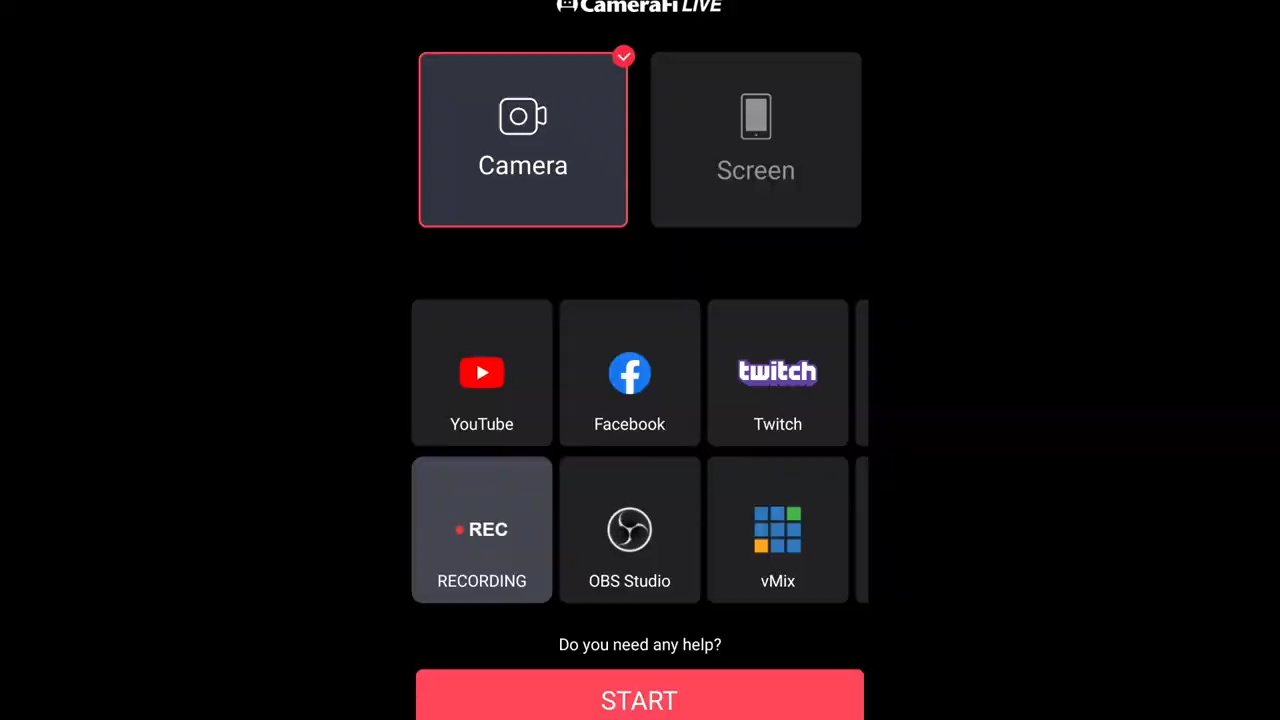 CameraFi LIVE
Camera
Screen
YouTube
Facebook
twitch
Twitch
REC
RECORDING
OBS Studio
vMix
Do you need any help?
START